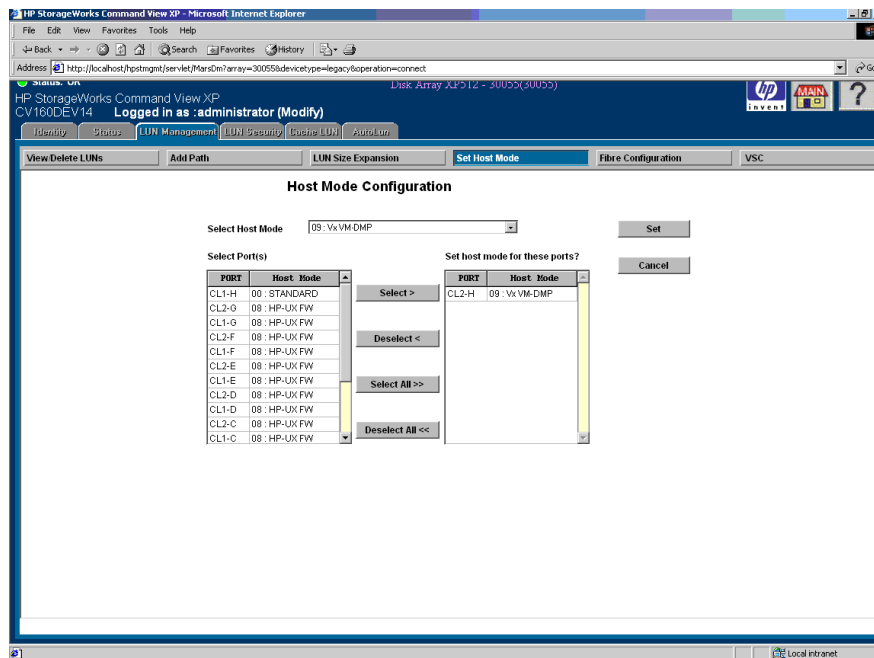 HP StorageWorks Command View XP - Microsoft Internet Explorer
File Edit View Favorites Tools Help
Back Search Favorites History
Address http://localhost/hpstmgmt/servlet/MarsDm?array=30055&devicetype=legacy&operation=connect Go
Status: OK Disk Array XP512 - 30055(30055)
HP StorageWorks Command View XP
CV160DEV14 Logged in as :administrator (Modify)
hp invent MAIN ?
Identity Status LUN Management LUN Security Cache LUN AutoLun
View/Delete LUNs Add Path LUN Size Expansion Set Host Mode Fibre Configuration VSC
Host Mode Configuration
Select Host Mode 09 : VxVM-DMP Set
Select Port(s) Set host mode for these ports? Cancel
PORT Host Mode PORT Host Mode
CL1-H 00 : STANDARD Select > CL2-H 09 : VxVM-DMP
CL2-G 08 : HP-UX FW
CL1-G 08 : HP-UX FW
CL2-F 08 : HP-UX FW Deselect <
CL1-F 08 : HP-UX FW
CL2-E 08 : HP-UX FW
CL1-E 08 : HP-UX FW Select All >>
CL2-D 08 : HP-UX FW
CL1-D 08 : HP-UX FW
CL2-C 08 : HP-UX FW Deselect All <<
CL1-C 08 : HP-UX FW
Local intranet